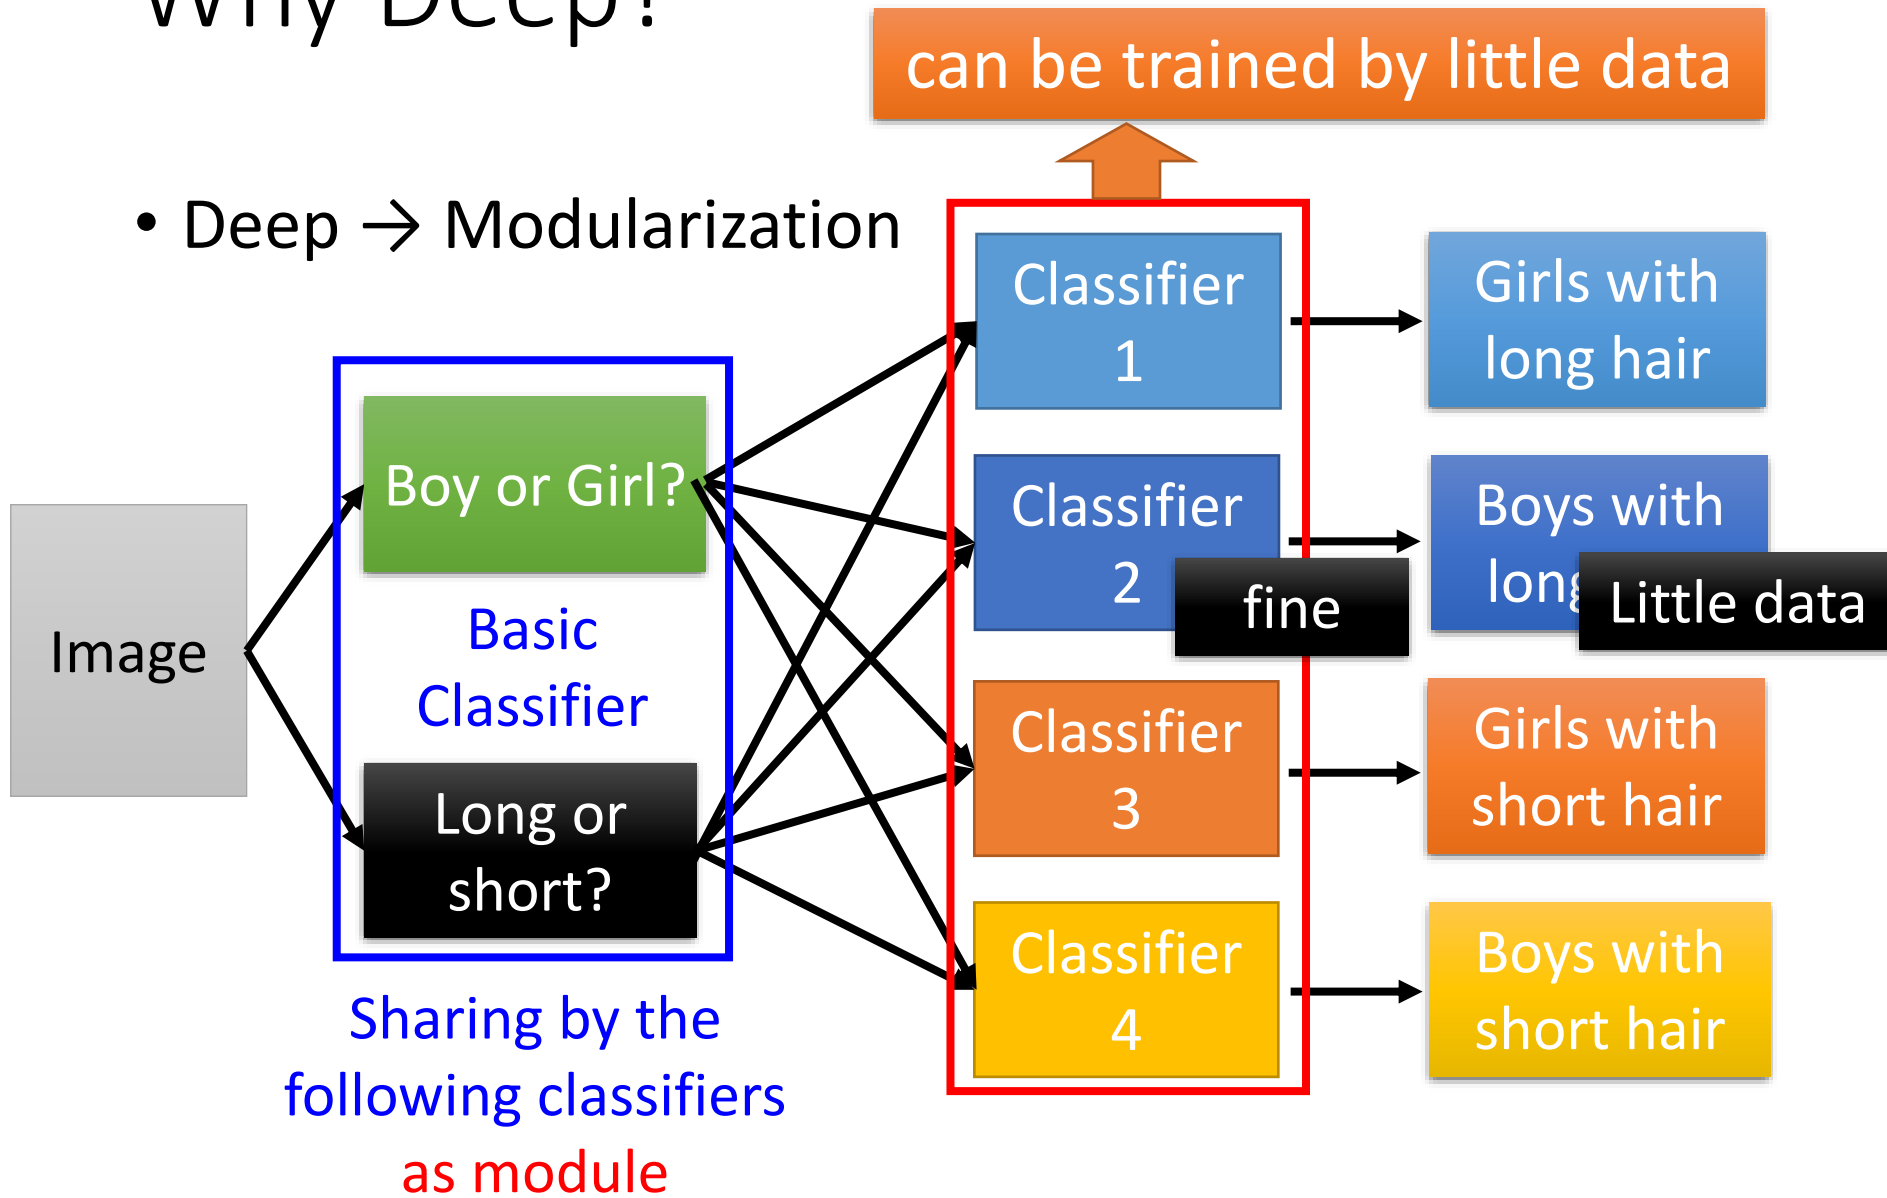 Why Deep?
can be trained by little data
• Deep → Modularization
Image
Boy or Girl?
Basic
Classifier
Long or
short?
Sharing by the
following classifiers
as module
Classifier
1
Girls with
long hair
Classifier
2
fine
Boys with
Little data
Classifier
3
Girls with
short hair
Classifier
4
Boys with
short hair